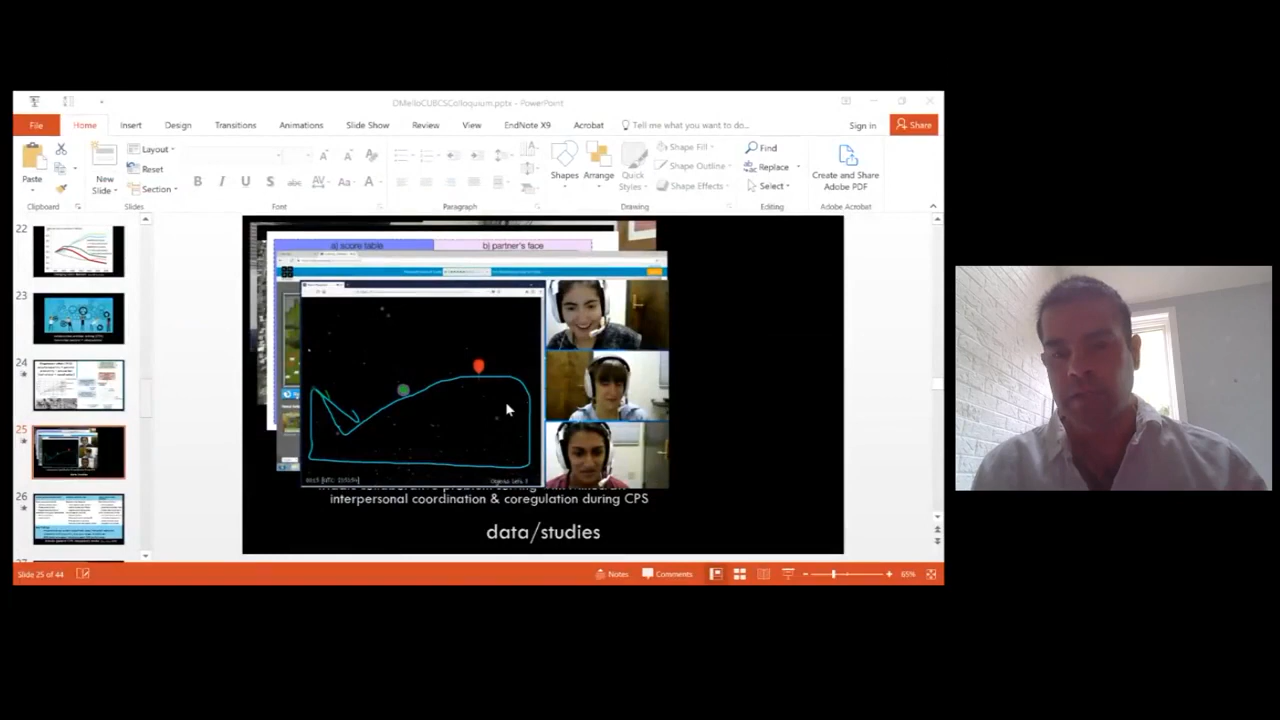 DMelloCUBCSColloquium.pptx - PowerPoint
File Home Insert Design Transitions Animations Slide Show Review View EndNote X9 Acrobat Tell me what you want to do... Sign in Share
Paste
New Slide
Layout
Reset
Section
B I U S abc AV Aa A
Shapes
Arrange
Quick Styles
Shape Fill
Shape Outline
Shape Effects
Find
Replace
Select
Create and Share Adobe PDF
Clipboard Slides Font Paragraph Drawing Editing Adobe Acrobat
22
23
24
25
26
a) score table b) partner's face
interpersonal coordination & coregulation during CPS
data/studies
Slide 25 of 44 Notes Comments 65%